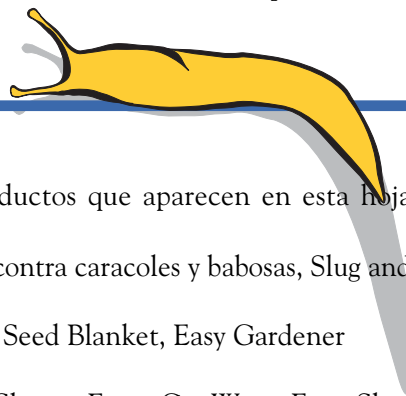 ductos que aparecen en esta hoja
contra caracoles y babosas, Slug and
Seed Blanket, Easy Gardener